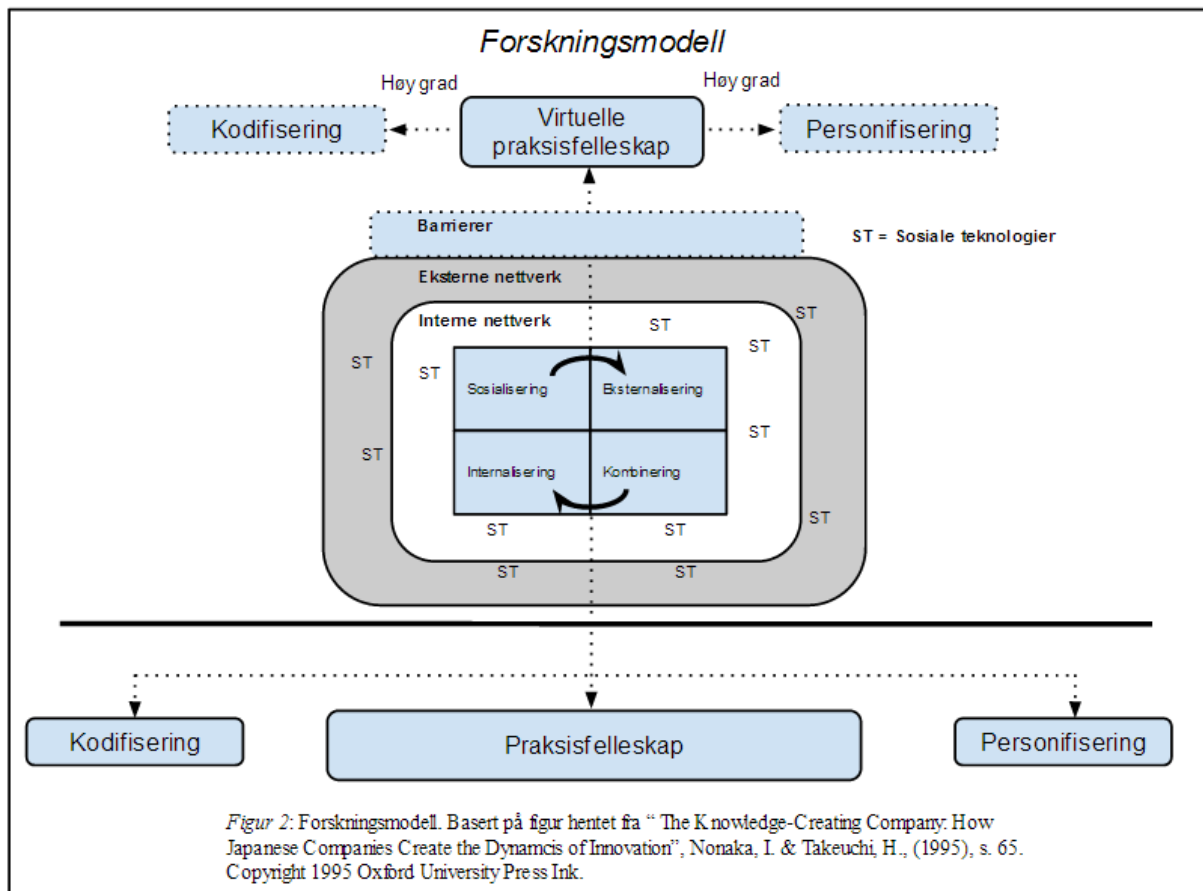 Forskningsmodell
Høy grad
Høy grad
Kodifisering
Virtuelle
praksisfelleskap
Personifisering
Barrierer
ST = Sosiale teknologier
Eksterne nettverk
Interne nettverk
ST
ST
ST
ST
ST
Sosialisering
Eksternalisering
ST
ST
Internalisering
Kombinering
ST
ST
ST
ST
ST
Kodifisering
Praksisfelleskap
Personifisering
Figur 2: Forskningsmodell. Basert på figur hentet fra “ The Knowledge-Creating Company: How
Japanese Companies Create the Dynamcis of Innovation”, Nonaka, I. & Takeuchi, H., (1995), s. 65.
Copyright 1995 Oxford University Press Ink.